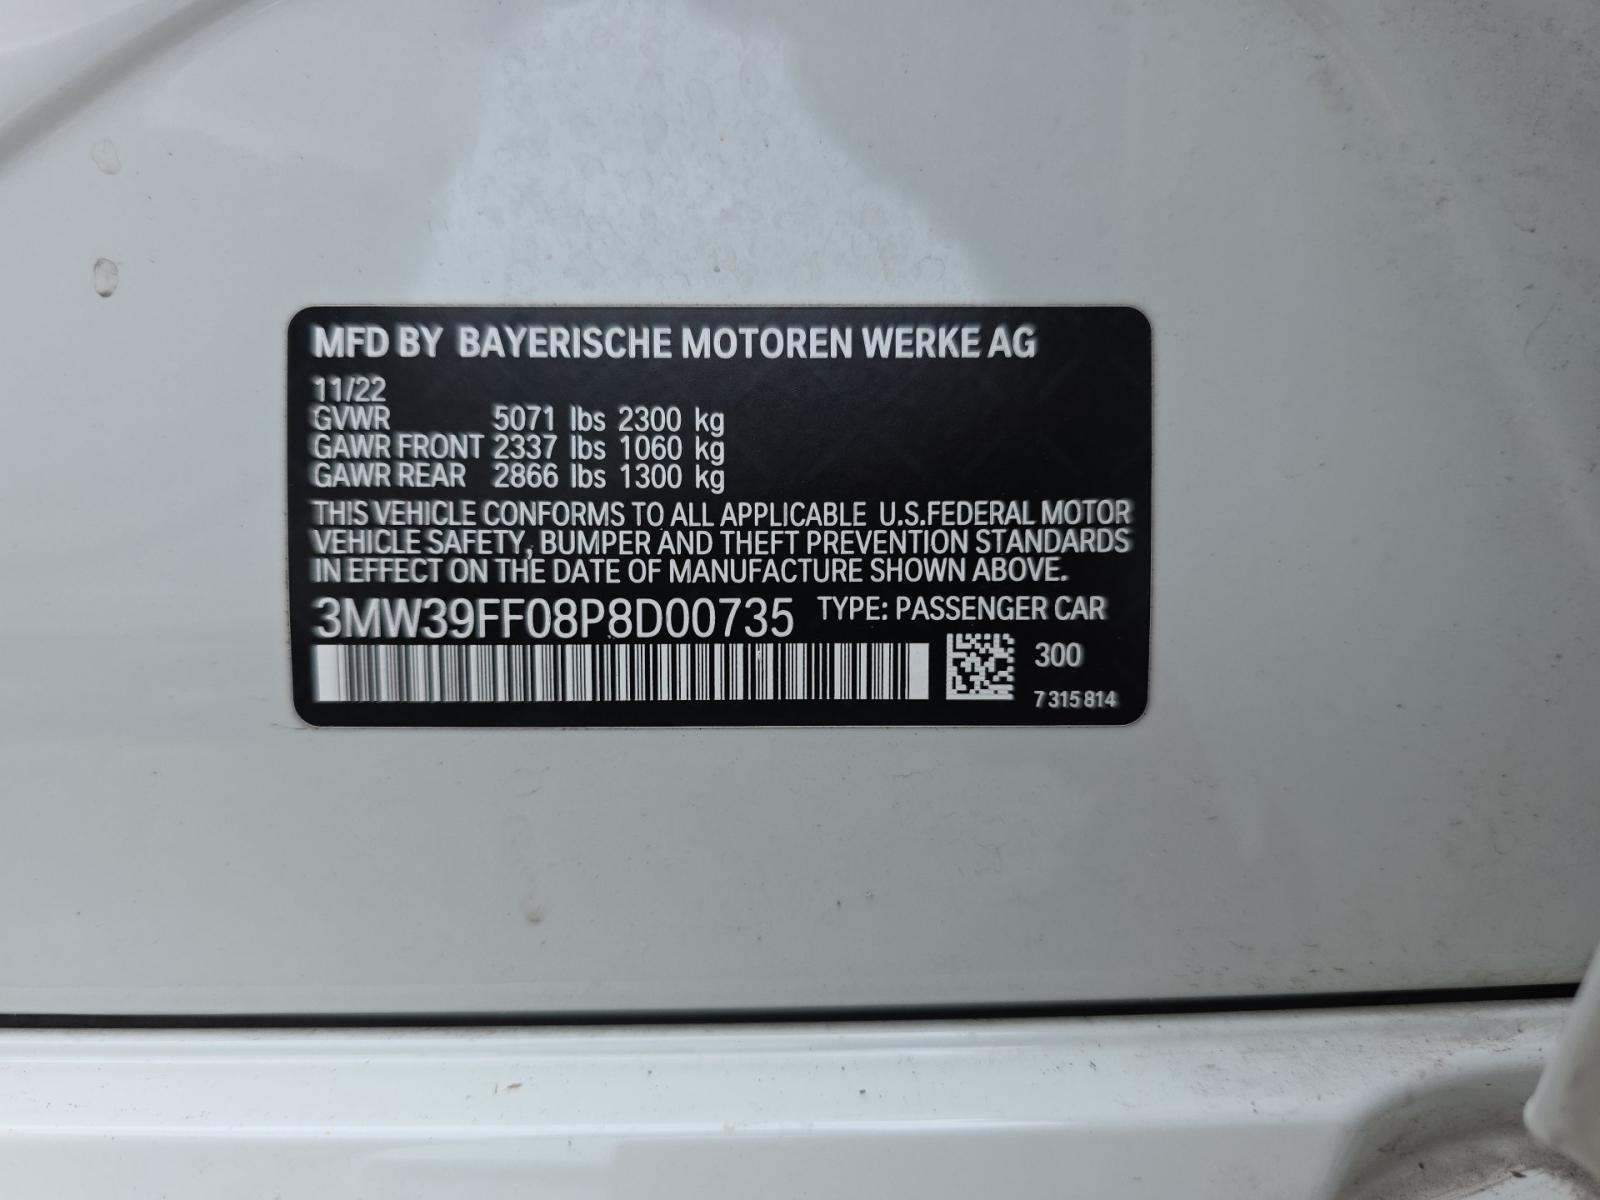 MFD BY BAYERISCHE MOTOREN WERKE AG
11/22
GVWR 5071 lbs 2300 kg
GAWR FRONT 2337 lbs 1060 kg
GAWR REAR 2866 lbs 1300 kg
THIS VEHICLE CONFORMS TO ALL APPLICABLE U.S.FEDERAL MOTOR
VEHICLE SAFETY, BUMPER AND THEFT PREVENTION STANDARDS
IN EFFECT ON THE DATE OF MANUFACTURE SHOWN ABOVE.
3MW39FF08P8D00735 TYPE: PASSENGER CAR
300
7 315 814